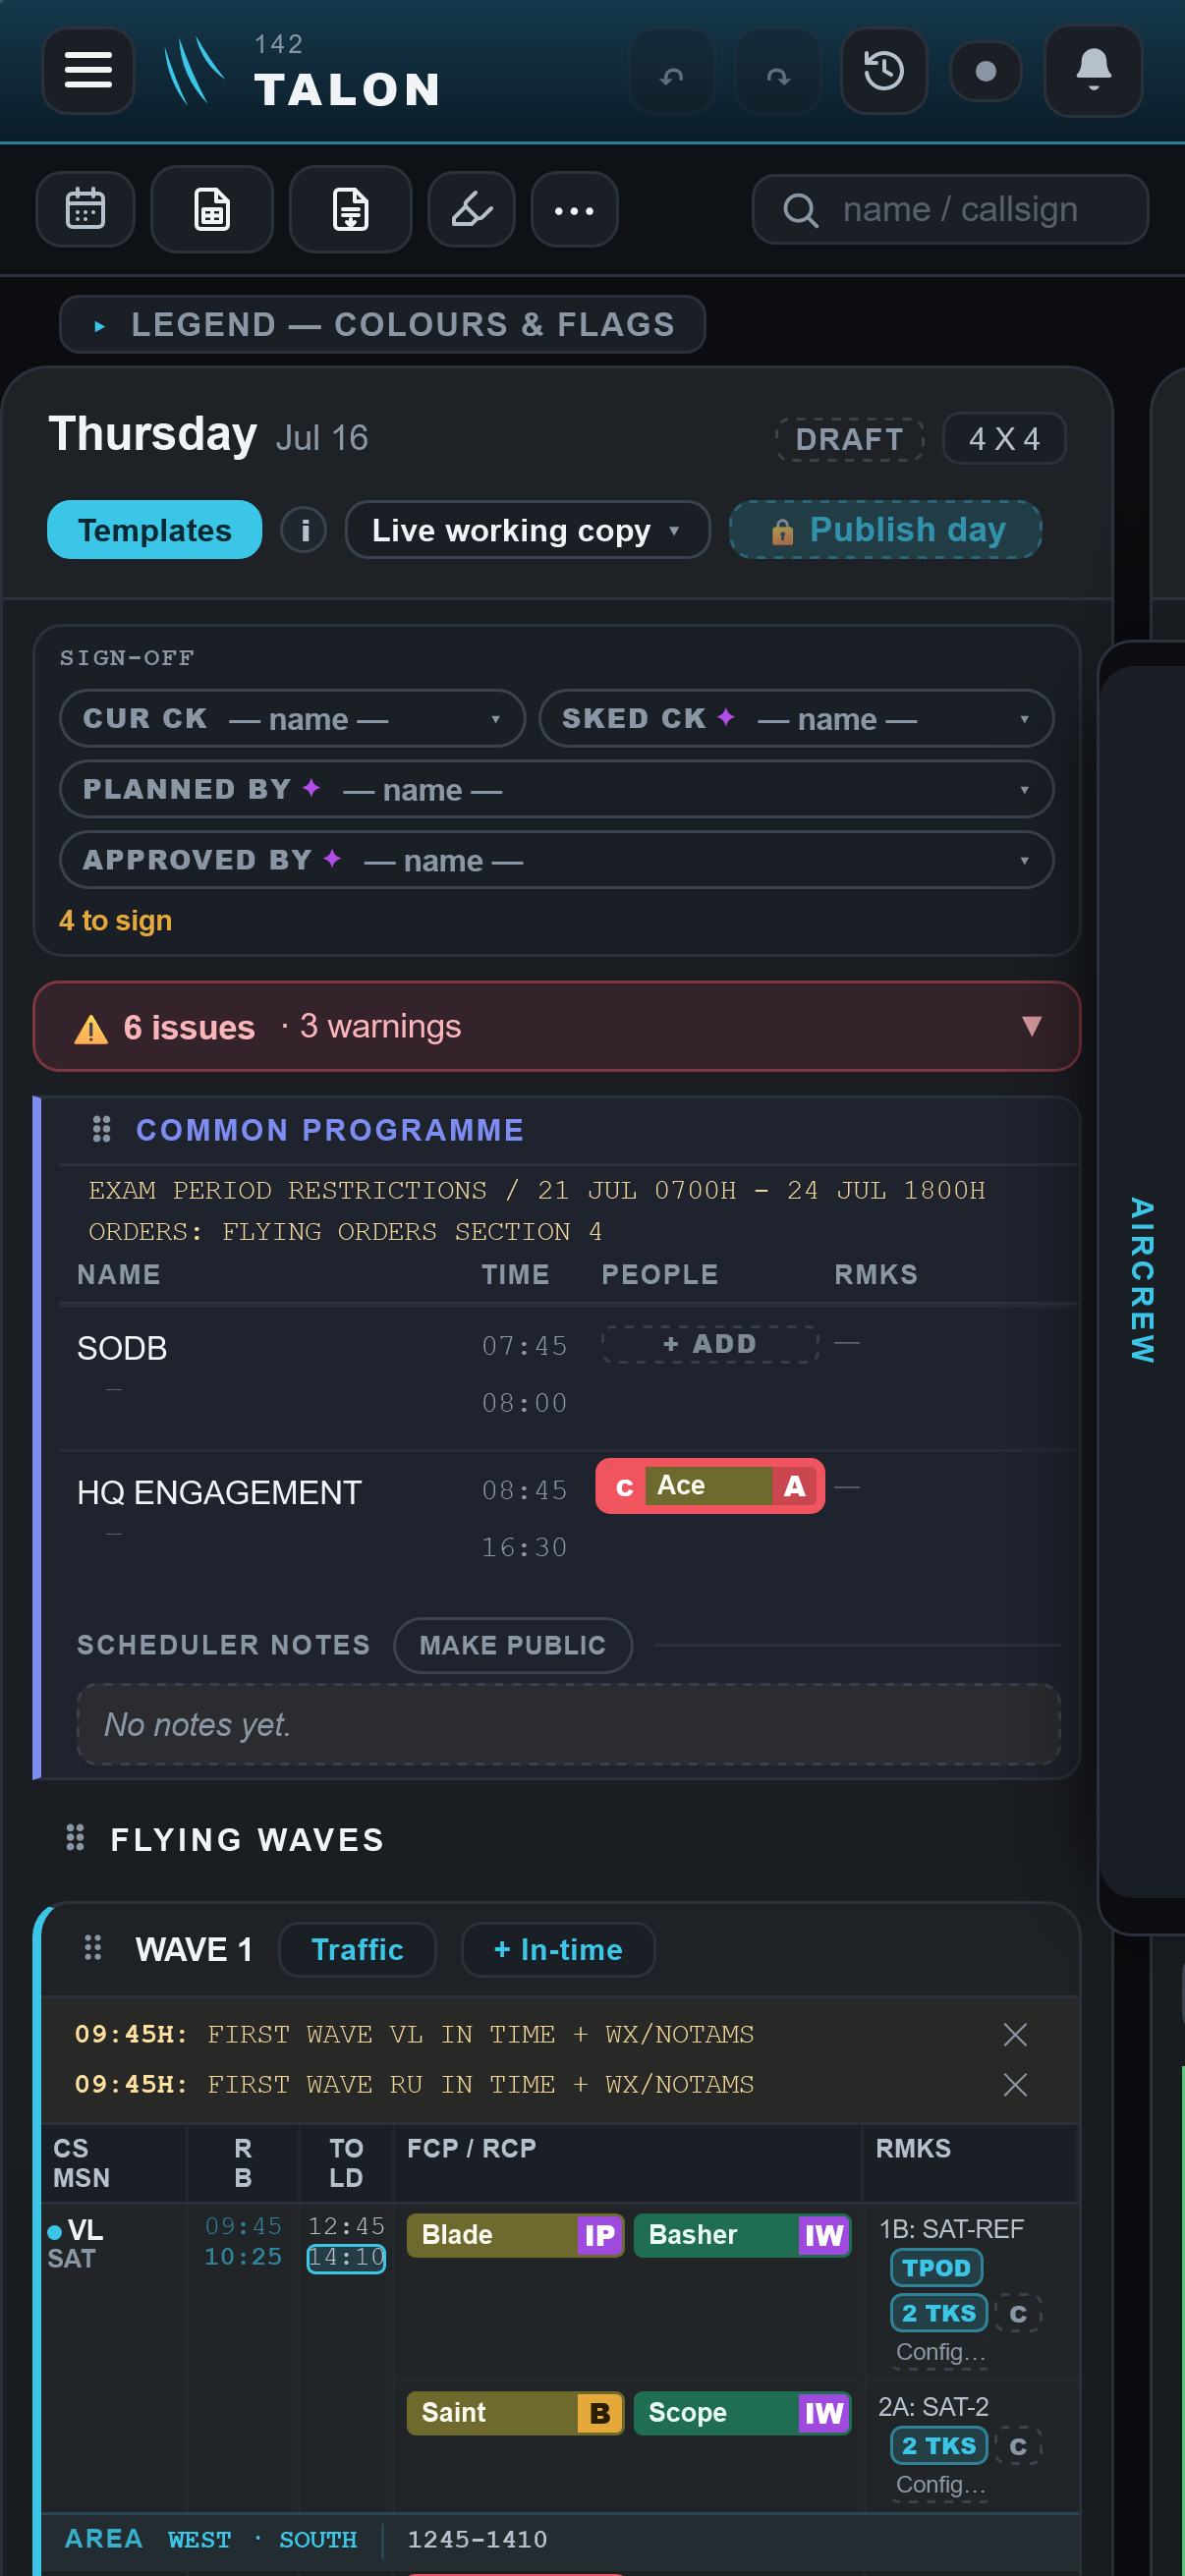 142
TALON
name / callsign
LEGEND — COLOURS & FLAGS
Thursday Jul 16 DRAFT 4 X 4
Templates i Live working copy Publish day
SIGN-OFF
CUR CK — name — SKED CK — name —
PLANNED BY — name —
APPROVED BY — name —
4 to sign
6 issues · 3 warnings
COMMON PROGRAMME
EXAM PERIOD RESTRICTIONS / 21 JUL 0700H - 24 JUL 1800H
ORDERS: FLYING ORDERS SECTION 4
NAME TIME PEOPLE RMKS
SODB 07:45 + ADD —
— 08:00
HQ ENGAGEMENT 08:45 C Ace A —
— 16:30
SCHEDULER NOTES MAKE PUBLIC
No notes yet.
FLYING WAVES
WAVE 1 Traffic + In-time
09:45H: FIRST WAVE VL IN TIME + WX/NOTAMS
09:45H: FIRST WAVE RU IN TIME + WX/NOTAMS
CS R TO FCP / RCP RMKS
MSN B LD
VL 09:45 12:45 Blade IP Basher IW 1B: SAT-REF
SAT 10:25 14:10
TPOD
2 TKS C
Config...
Saint B Scope IW 2A: SAT-2
2 TKS C
Config...
AREA WEST · SOUTH 1245-1410
AIRCREW